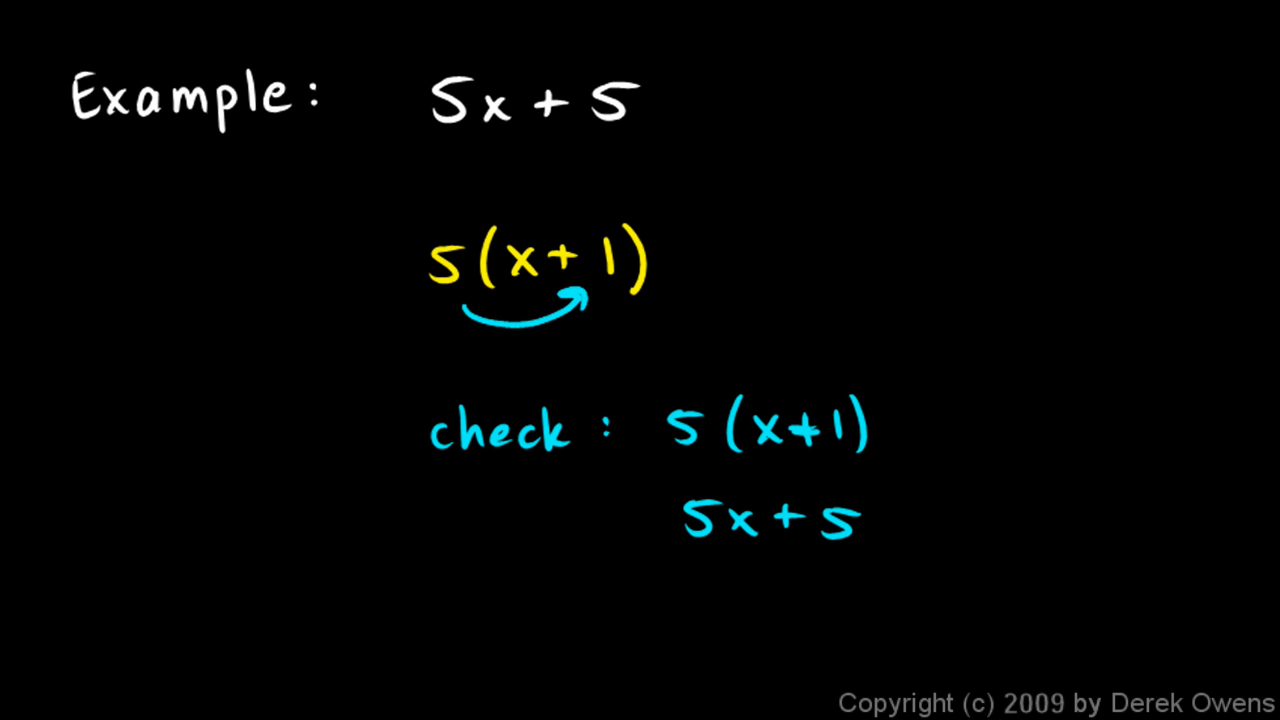 Example: 5x + 5
5(x + 1)
check: 5(x+1)
5x + 5
Copyright (c) 2009 by Derek Owens